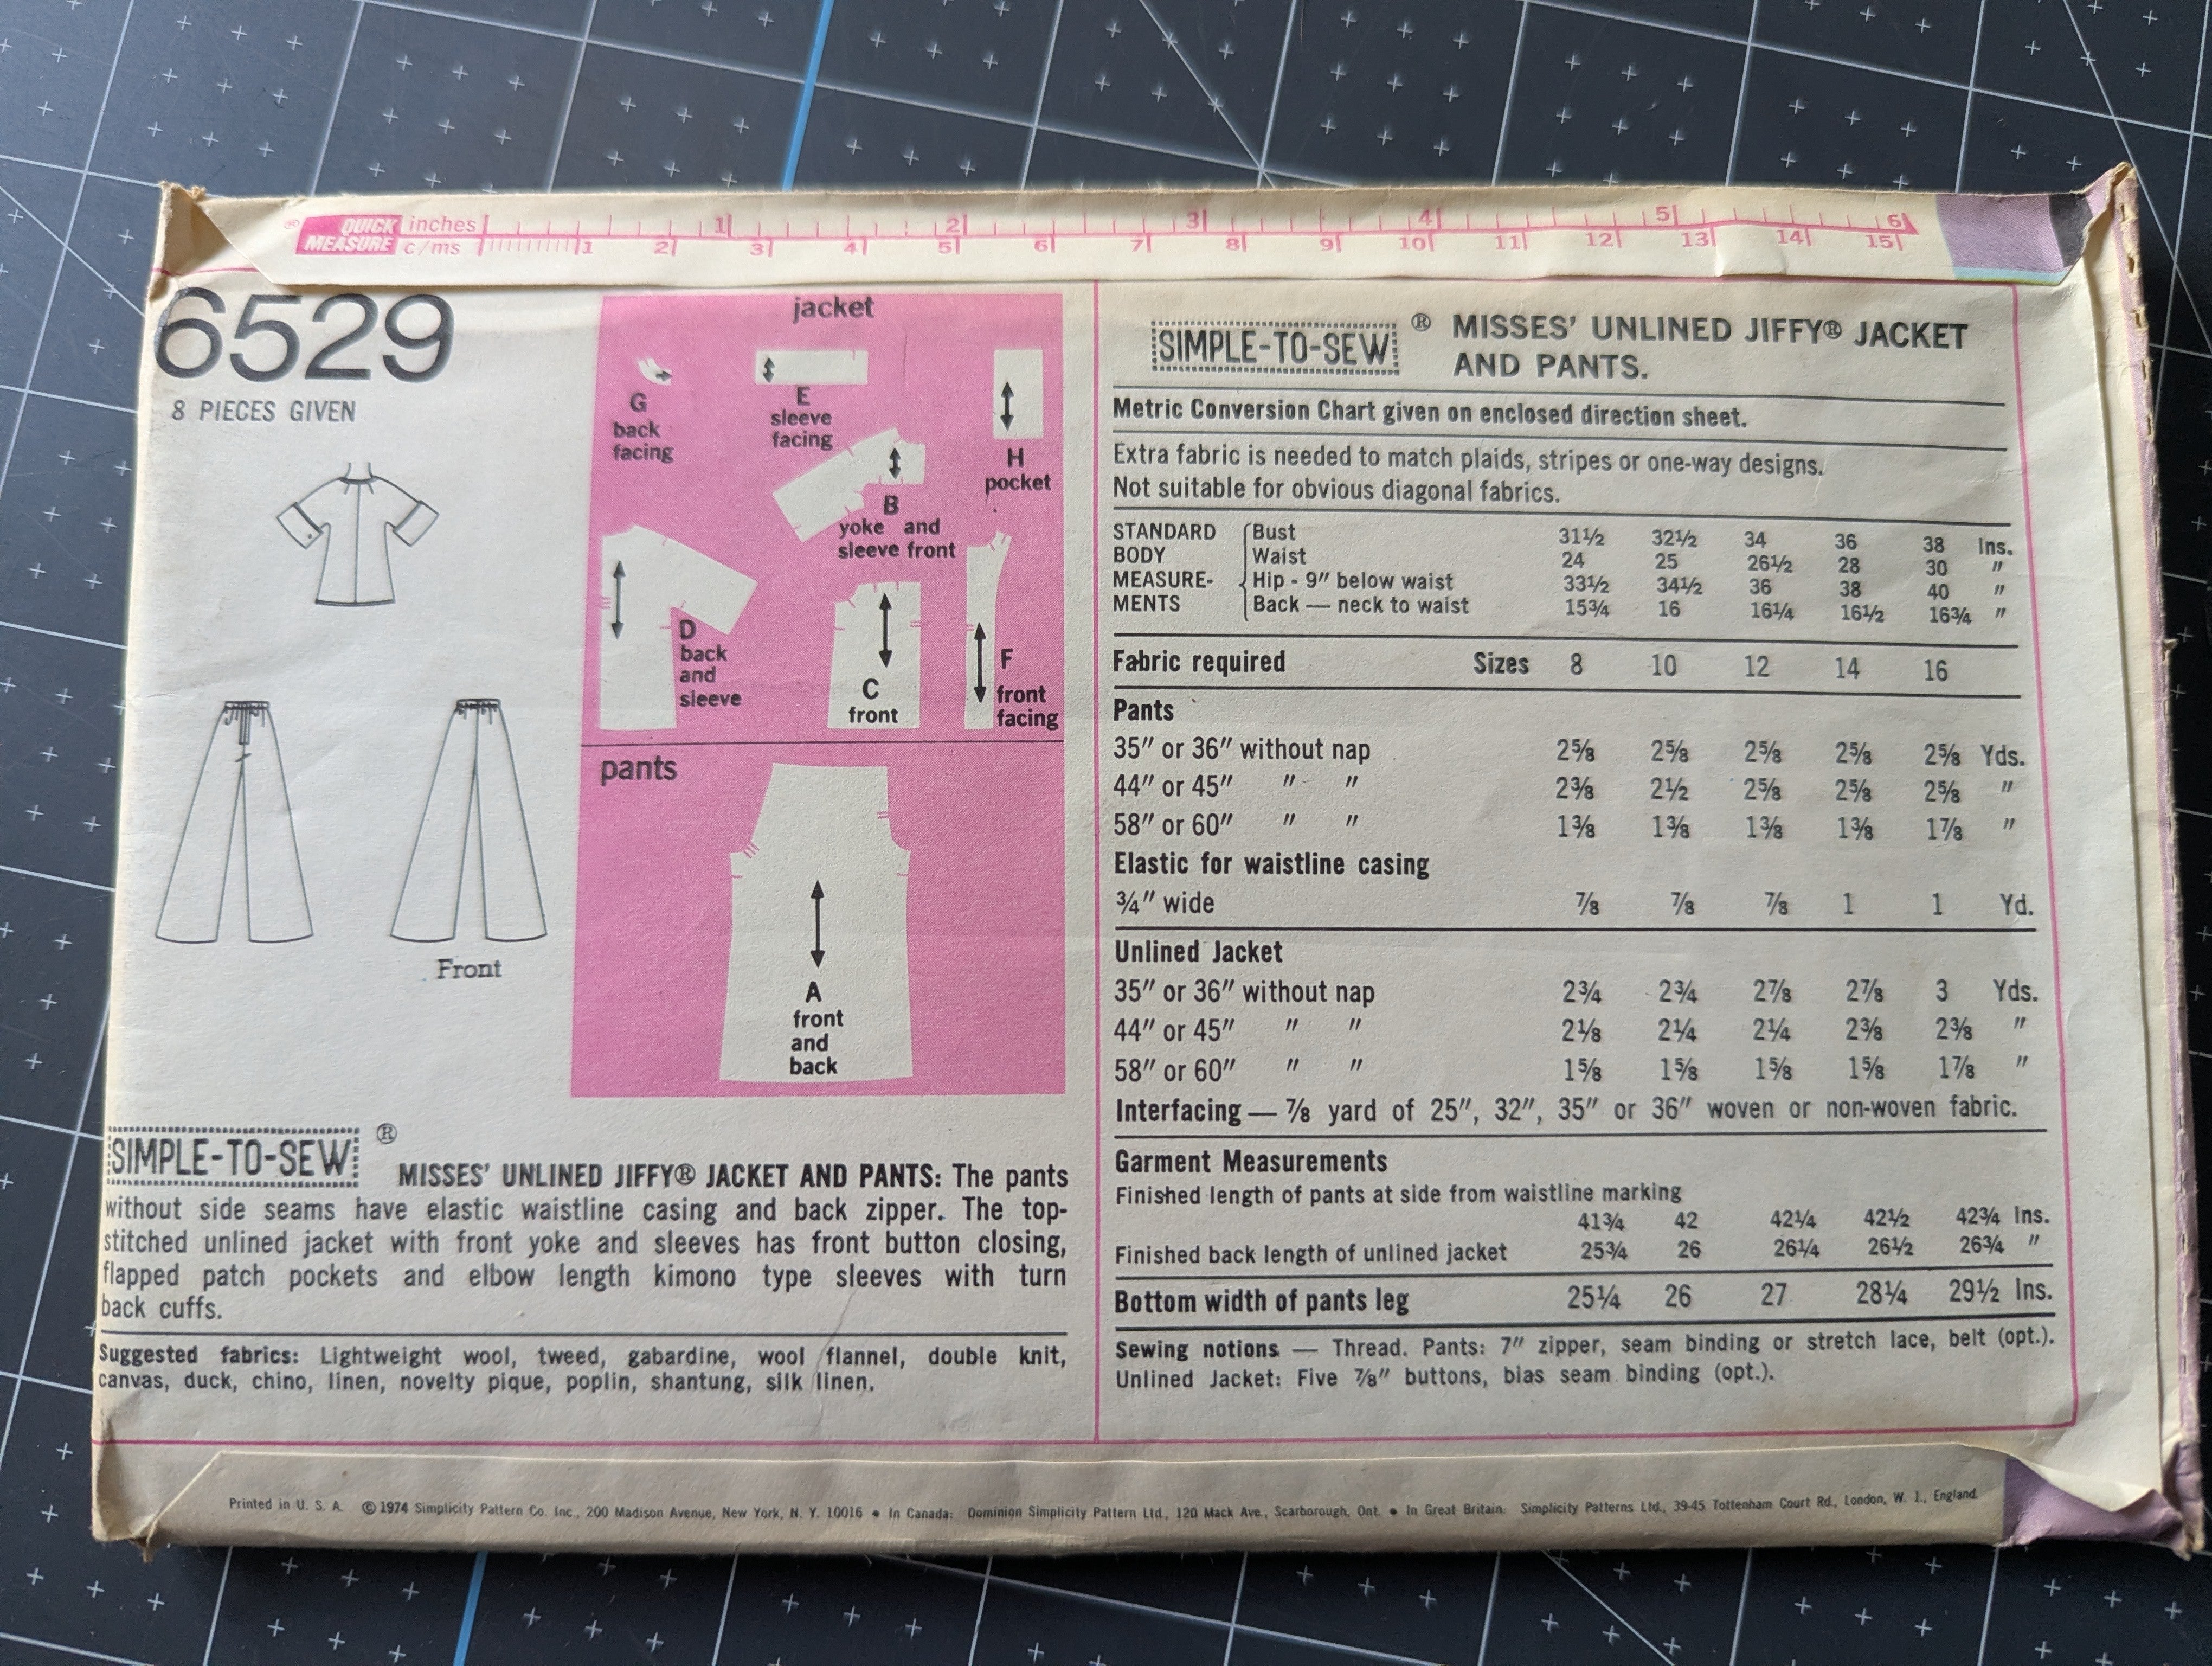 ® QUICK MEASURE inches 1 2 3 4 5 6
c/ms 1 2 3 4 5 6 7 8 9 10 11 12 13 14 15
6529
8 PIECES GIVEN
Front
jacket
G
back
facing
E
sleeve
facing
H
pocket
B
yoke and
sleeve front
D
back
and
sleeve
C
front
F
front
facing
pants
A
front
and
back
SIMPLE-TO-SEW ®
MISSES' UNLINED JIFFY® JACKET AND PANTS: The pants
without side seams have elastic waistline casing and back zipper. The top-
stitched unlined jacket with front yoke and sleeves has front button closing,
flapped patch pockets and elbow length kimono type sleeves with turn
back cuffs.
Suggested fabrics: Lightweight wool, tweed, gabardine, wool flannel, double knit,
canvas, duck, chino, linen, novelty pique, poplin, shantung, silk linen.
SIMPLE-TO-SEW ® MISSES' UNLINED JIFFY® JACKET
AND PANTS.
Metric Conversion Chart given on enclosed direction sheet.
Extra fabric is needed to match plaids, stripes or one-way designs.
Not suitable for obvious diagonal fabrics.
STANDARD Bust 31½ 32½ 34 36 38 Ins.
BODY Waist 24 25 26½ 28 30 "
MEASURE- Hip - 9" below waist 33½ 34½ 36 38 40 "
MENTS Back — neck to waist 15¾ 16 16¼ 16½ 16¾ "
Fabric required Sizes 8 10 12 14 16
Pants
35" or 36" without nap 2⅝ 2⅝ 2⅝ 2⅝ 2⅝ Yds.
44" or 45" " " 2⅜ 2½ 2⅝ 2⅝ 2⅝ "
58" or 60" " " 1⅜ 1⅜ 1⅜ 1⅜ 1⅞ "
Elastic for waistline casing
¾" wide ⅞ ⅞ ⅞ 1 1 Yd.
Unlined Jacket
35" or 36" without nap 2¾ 2¾ 2⅞ 2⅞ 3 Yds.
44" or 45" " " 2⅛ 2¼ 2¼ 2⅜ 2⅜ "
58" or 60" " " 1⅝ 1⅝ 1⅝ 1⅝ 1⅞ "
Interfacing — ⅞ yard of 25", 32", 35" or 36" woven or non-woven fabric.
Garment Measurements
Finished length of pants at side from waistline marking
41¾ 42 42¼ 42½ 42¾ Ins.
Finished back length of unlined jacket 25¾ 26 26¼ 26½ 26¾ "
Bottom width of pants leg 25¼ 26 27 28¼ 29½ Ins.
Sewing notions — Thread. Pants: 7" zipper, seam binding or stretch lace, belt (opt.).
Unlined Jacket: Five ⅞" buttons, bias seam binding (opt.).
Printed in U. S. A. © 1974 Simplicity Pattern Co. Inc., 200 Madison Avenue, New York, N. Y. 10016 • In Canada: Dominion Simplicity Pattern Ltd., 120 Mack Ave., Scarborough, Ont. • In Great Britain: Simplicity Patterns Ltd., 39-45 Tottenham Court Rd., London, W. 1., England.